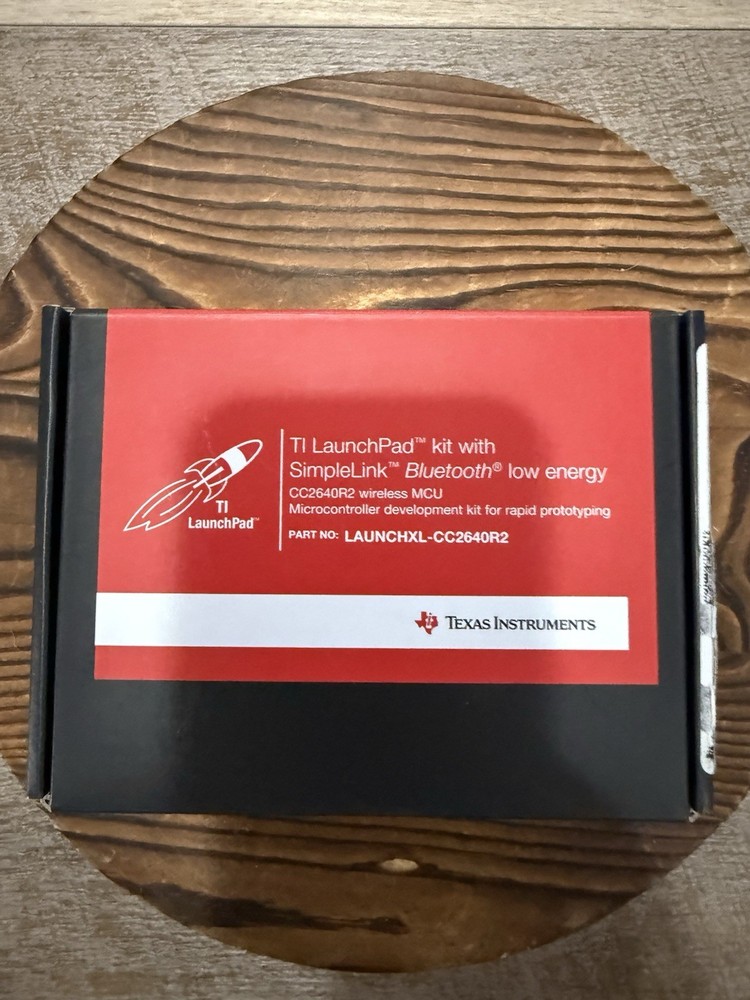 TI LaunchPad™ kit with
SimpleLink™ Bluetooth® low energy
CC2640R2 wireless MCU
Microcontroller development kit for rapid prototyping
PART NO: LAUNCHXL-CC2640R2
TI
LaunchPad™
TEXAS INSTRUMENTS